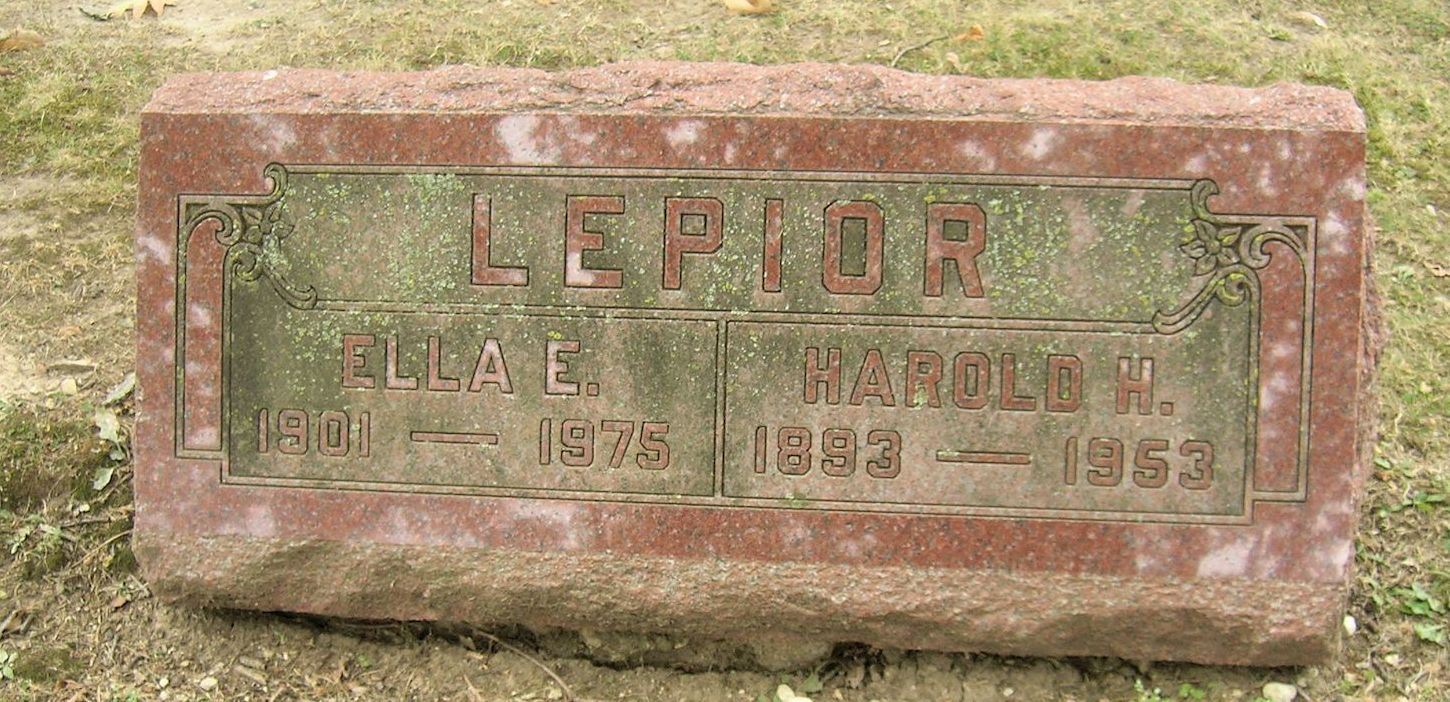 LEPIOR
ELLA E.
1901 — 1975
HAROLD H.
1893 — 1953